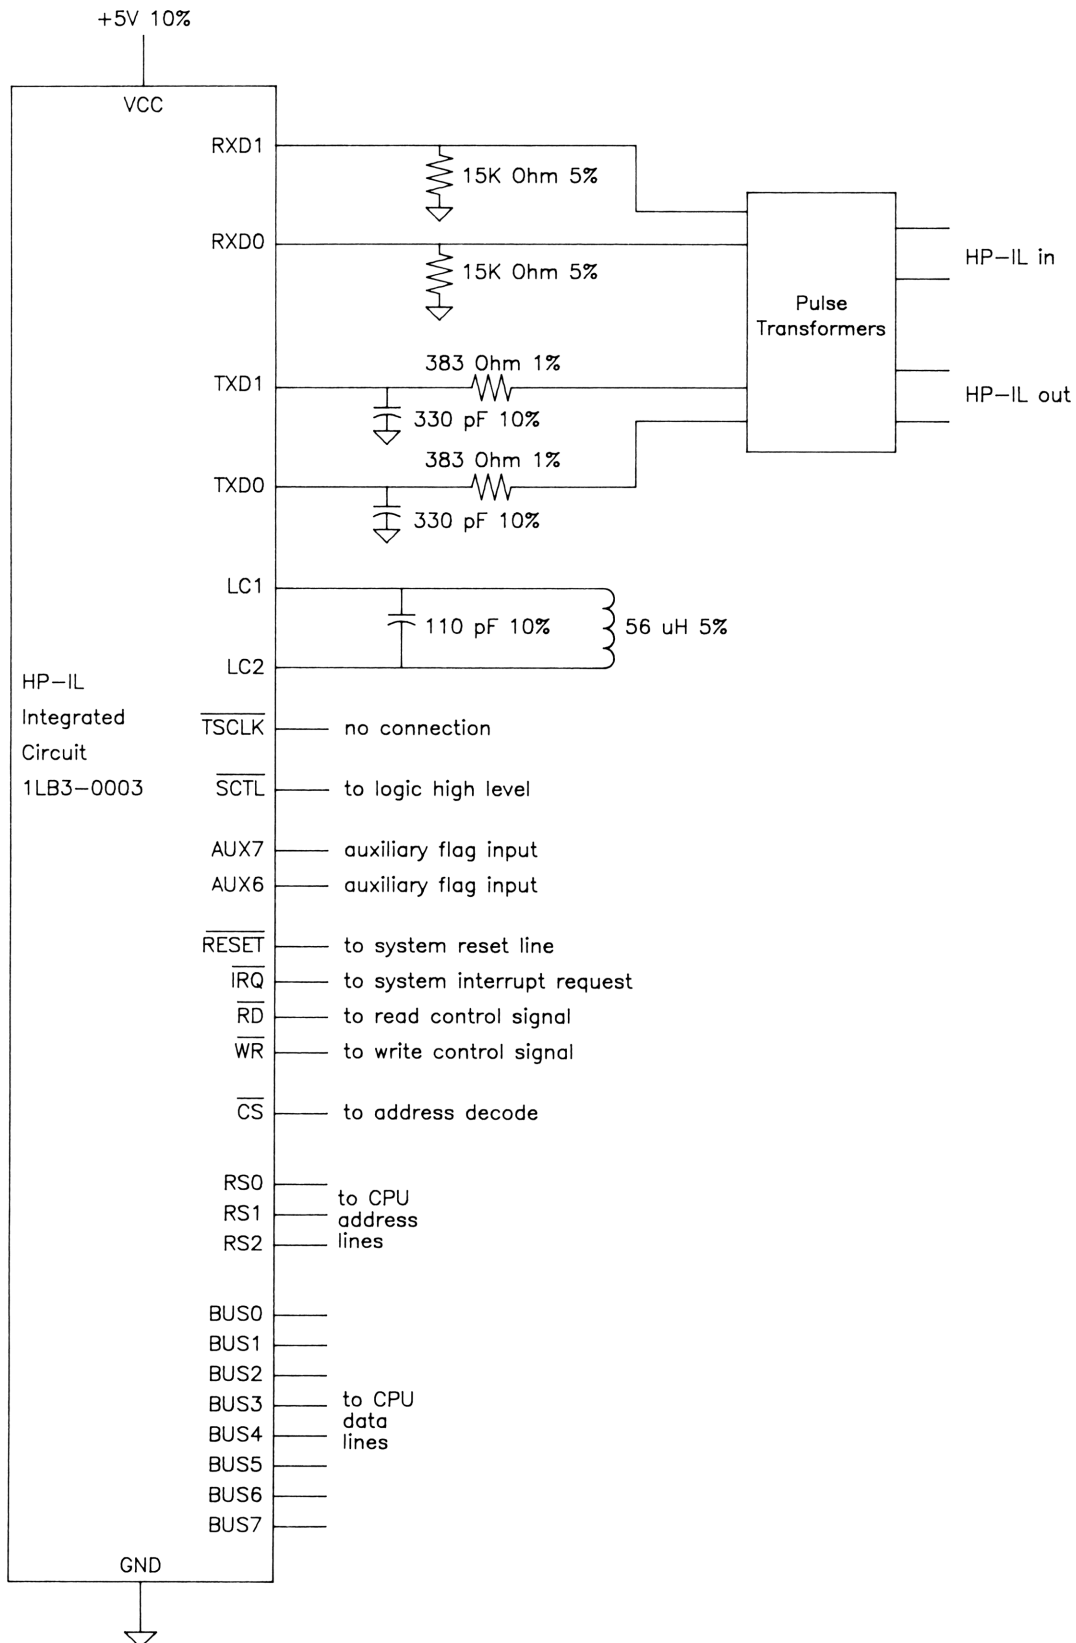 +5V 10%
VCC
RXD1
15K Ohm 5%
RXD0
15K Ohm 5%
HP-IL in
Pulse
Transformers
383 Ohm 1%
TXD1
330 pF 10%
HP-IL out
383 Ohm 1%
TXD0
330 pF 10%
LC1
110 pF 10%
56 uH 5%
LC2
HP-IL
Integrated
Circuit
1LB3-0003
TSCLK no connection
SCTL to logic high level
AUX7 auxiliary flag input
AUX6 auxiliary flag input
RESET to system reset line
IRQ to system interrupt request
RD to read control signal
WR to write control signal
CS to address decode
RS0
RS1
RS2
to CPU
address
lines
BUS0
BUS1
BUS2
BUS3
BUS4
BUS5
BUS6
BUS7
to CPU
data
lines
GND